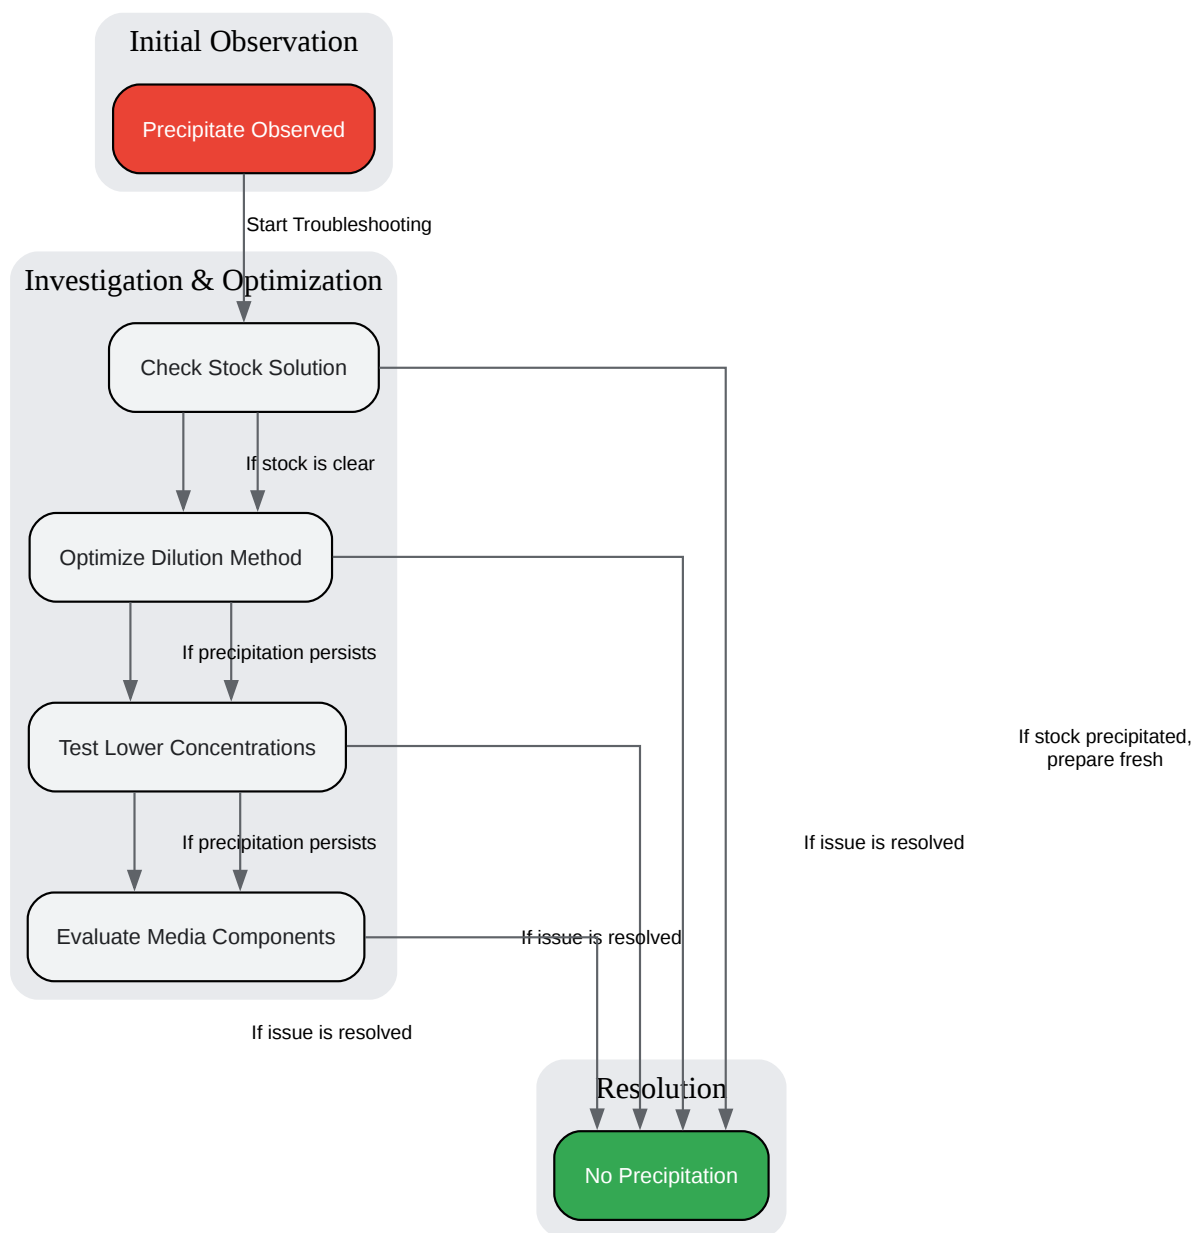 Initial Observation
Precipitate Observed
Start Troubleshooting
Investigation & Optimization
Check Stock Solution
If stock is clear
Optimize Dilution Method
If precipitation persists
Test Lower Concentrations
If stock precipitated,
prepare fresh
If precipitation persists
If issue is resolved
Evaluate Media Components
If issue is resolved
If issue is resolved
Resolution
No Precipitation